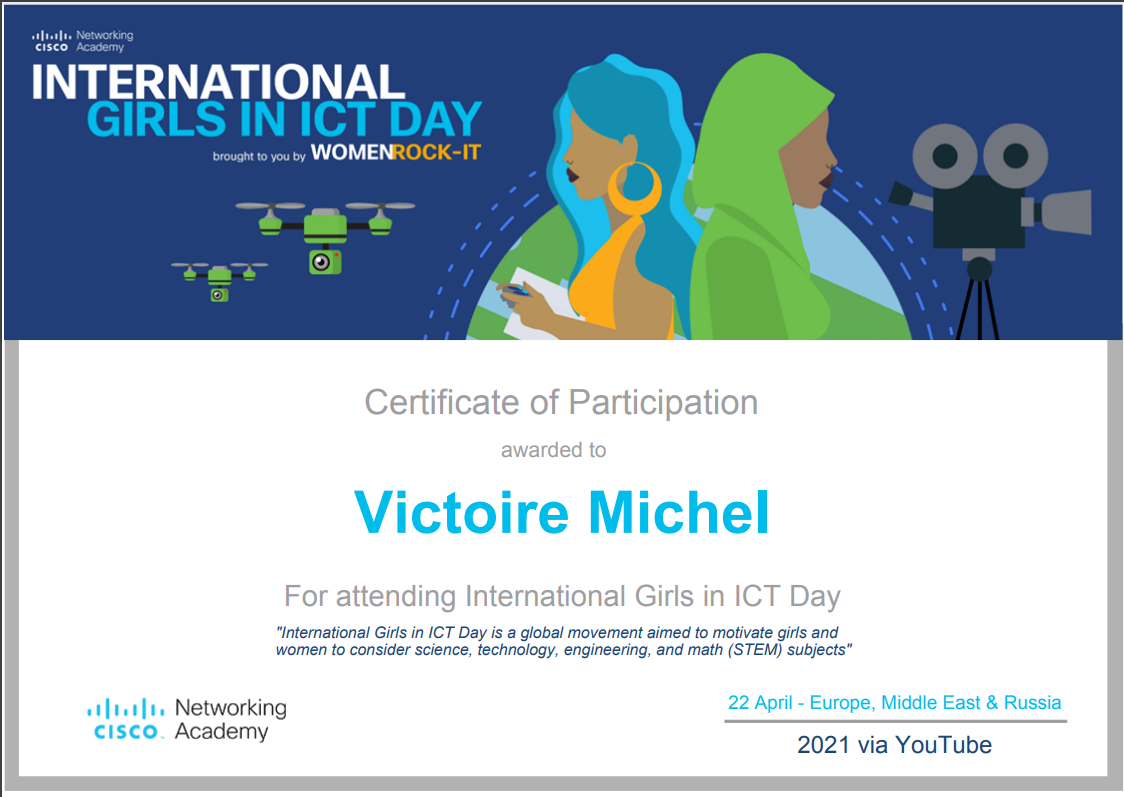 Networking
CISCO Academy
INTERNATIONAL
GIRLS IN ICT DAY
brought to you by WOMENROCK-IT
Certificate of Participation
awarded to
Victoire Michel
For attending International Girls in ICT Day
"International Girls in ICT Day is a global movement aimed to motivate girls and
women to consider science, technology, engineering, and math (STEM) subjects"
Networking
CISCO Academy
22 April - Europe, Middle East & Russia
2021 via YouTube